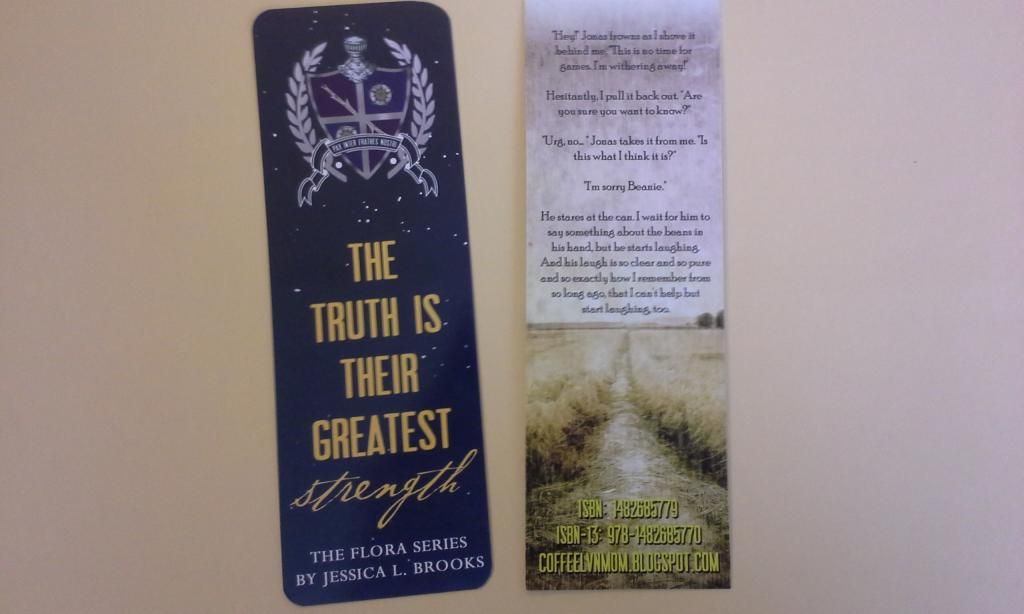 PAX INTER FRATRES NOSTRI
THE
TRUTH IS
THEIR
GREATEST
strength
THE FLORA SERIES
BY JESSICA L. BROOKS
"Hey!" Jonas frowns as I shove it
behind me. "This is no time for
games. I'm withering away!"
Hesitantly, I pull it back out. "Are
you sure you want to know?"
"Urg, no..." Jonas takes it from me. "Is
this what I think it is?"
"I'm sorry Beanie."
He stares at the can. I wait for him to
say something about the beans in
his hand, but he starts laughing.
And his laugh is so clear and so pure
and so exactly how I remember from
so long ago, that I can't help but
start laughing, too.
ISBN: 1482685779
ISBN-13: 978-1482685770
COFFEELVNMOM.BLOGSPOT.COM